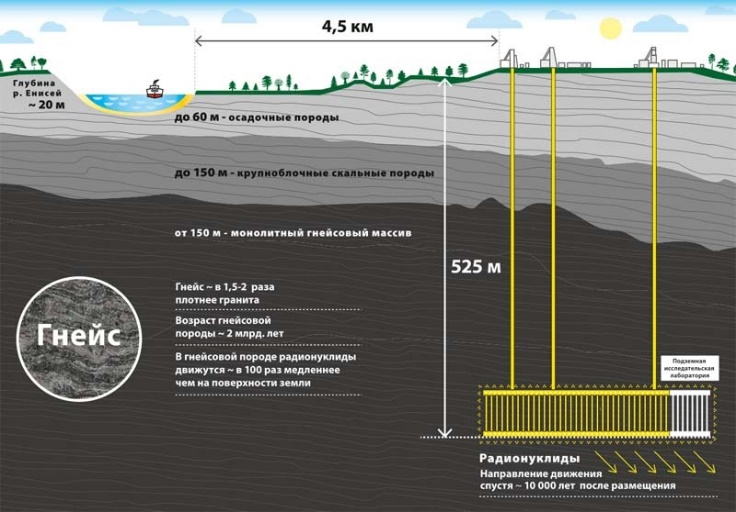 4,5 км
Глубина
р. Енисей
~ 20 м
до 60 м - осадочные породы
до 150 м - крупноблочные скальные породы
от 150 м - монолитный гнейсовый массив
525 м
Гнейс
Гнейс ~ в 1,5-2 раза
плотнее гранита
Возраст гнейсовой
породы ~ 2 млрд. лет
В гнейсовой породе радионуклиды
движутся ~ в 100 раз медленнее
чем на поверхности земли
Подземная
исследательская
лаборатория
Радионуклиды
Направление движения
спустя ~ 10 000 лет после размещения